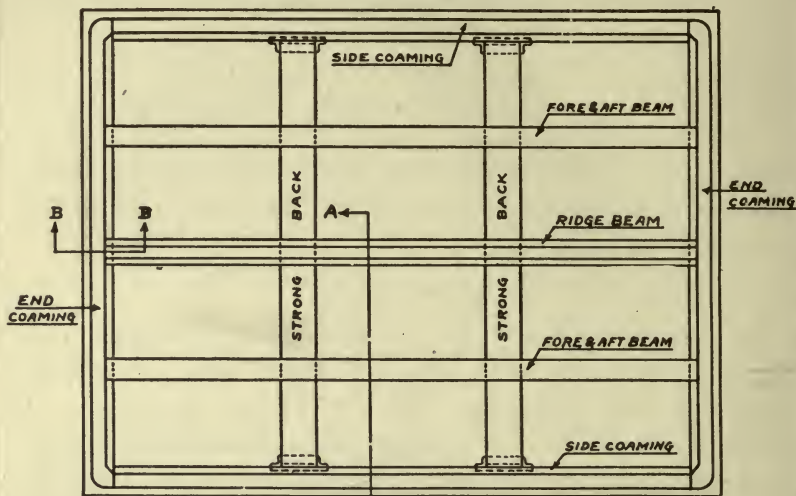 SIDE COAMING
FORE & AFT BEAM
BACK
BACK
END
COAMING
B
B
A
RIDGE BEAM
END
COAMING
STRONG
STRONG
FORE & AFT BEAM
SIDE COAMING